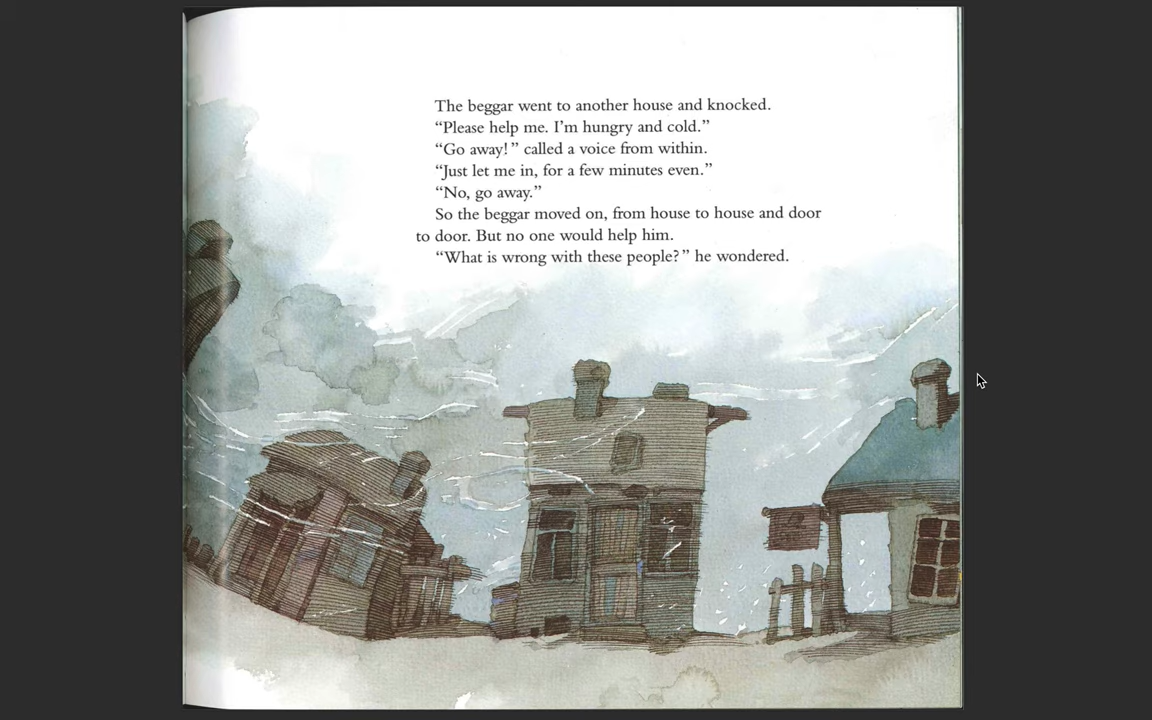 The beggar went to another house and knocked.
“Please help me. I’m hungry and cold.”
“Go away!” called a voice from within.
“Just let me in, for a few minutes even.”
“No, go away.”
So the beggar moved on, from house to house and door
to door. But no one would help him.
“What is wrong with these people?” he wondered.